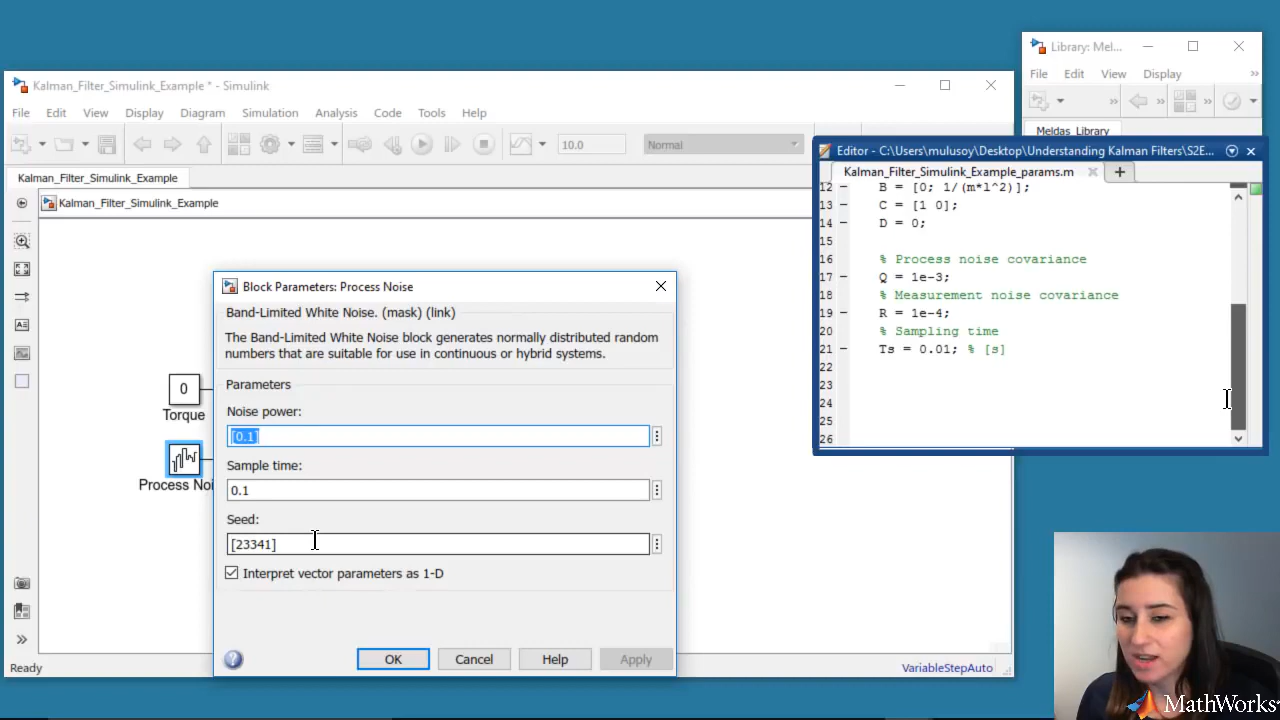 Kalman_Filter_Simulink_Example * - Simulink
File Edit View Display Diagram Simulation Analysis Code Tools Help
10.0
Normal
Kalman_Filter_Simulink_Example
Kalman_Filter_Simulink_Example
0
Torque
Process Noi
Ready
VariableStepAuto
Block Parameters: Process Noise
Band-Limited White Noise. (mask) (link)
The Band-Limited White Noise block generates normally distributed random
numbers that are suitable for use in continuous or hybrid systems.
Parameters
Noise power:
[0.1]
Sample time:
0.1
Seed:
[23341]
Interpret vector parameters as 1-D
OK Cancel Help Apply
Library: Mel...
File Edit View Display »
Meldas_Library
Editor - C:\Users\mulusoy\Desktop\Understanding Kalman Filters\S2E...
Kalman_Filter_Simulink_Example_params.m
12 – B = [0; 1/(m*l^2)];
13 – C = [1 0];
14 – D = 0;
15
16 % Process noise covariance
17 – Q = 1e-3;
18 % Measurement noise covariance
19 – R = 1e-4;
20 % Sampling time
21 – Ts = 0.01; % [s]
22
23
24
25
26
MathWorks